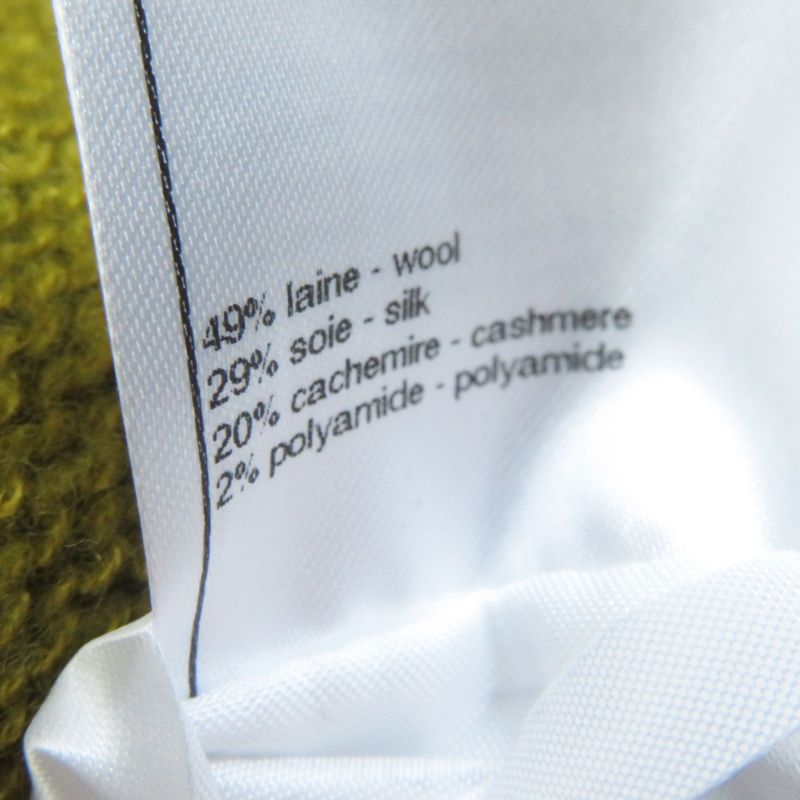 49% laine - wool
29% soie - silk
20% cachemire - cashmere
2% polyamide - polyamide